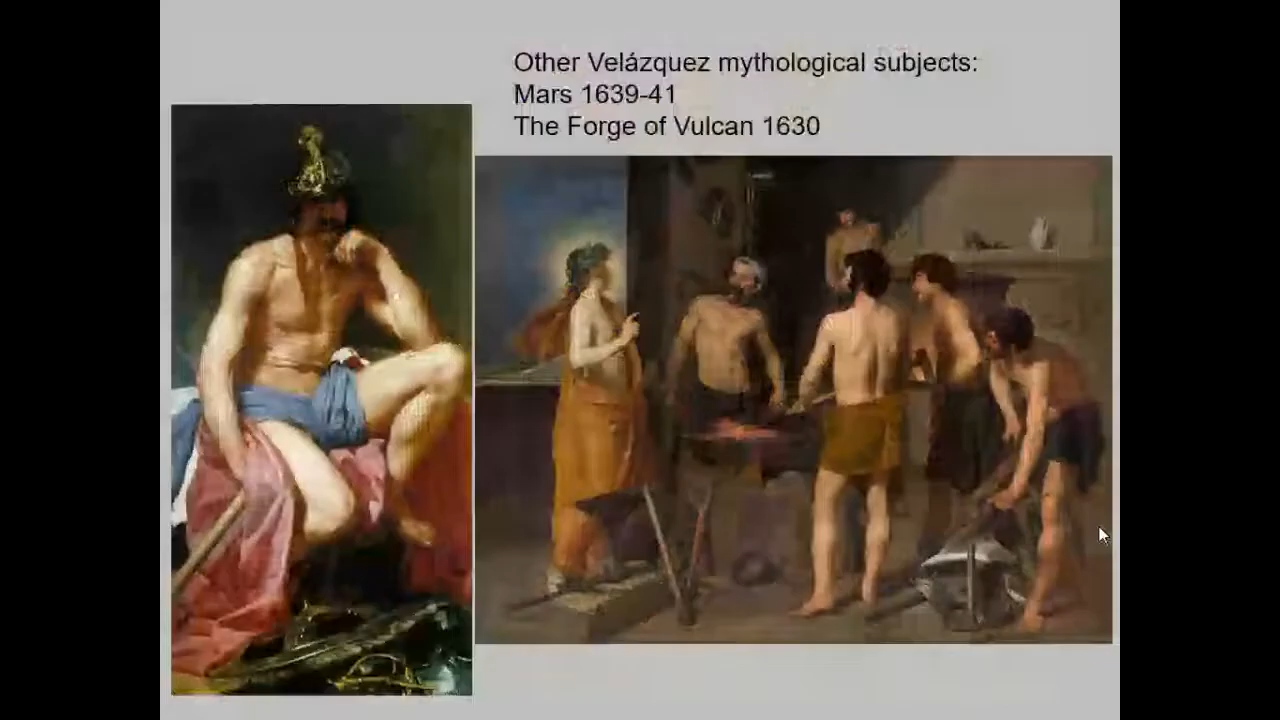 Other Velázquez mythological subjects:
Mars 1639-41
The Forge of Vulcan 1630